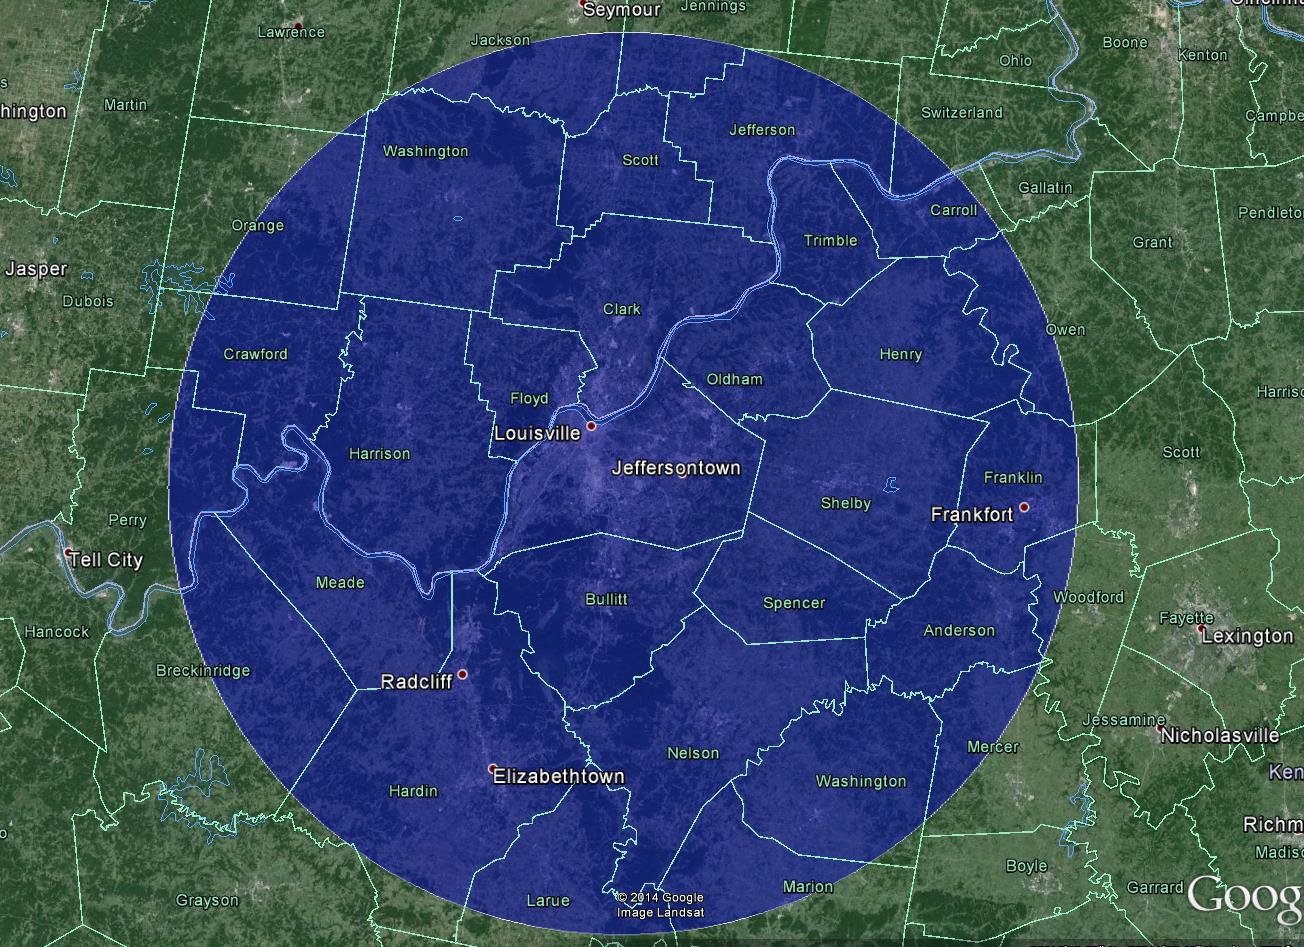 Seymour
Jennings
Lawrence
Jackson
Boone
Kenton
Ohio
hington
Martin
Switzerland
Campbe
Jefferson
Washington
Scott
Gallatin
Orange
Carroll
Pendleto
Trimble
Grant
Jasper
Dubois
Clark
Owen
Crawford
Henry
Oldham
Harrisc
Floyd
Louisville
Harrison
Jeffersontown
Scott
Franklin
Shelby
Frankfort
Perry
Tell City
Meade
Bullitt
Spencer
Woodford
Fayette
Lexington
Hancock
Anderson
Breckinridge
Radcliff
Jessamine
Nicholasville
Nelson
Mercer
Ken
Elizabethtown
Washington
Hardin
Richm
Madisc
Boyle
Marion
Garrard
Grayson
Larue
© 2014 Google
Image Landsat
Goog